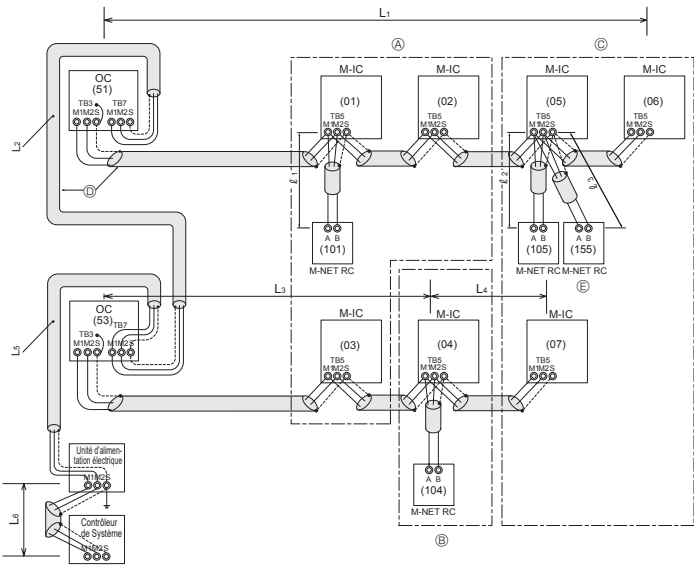 L1
Ⓐ
Ⓒ
M-IC
M-IC
M-IC
M-IC
OC
(51)
TB3
TB7
M1M2S
M1M2S
(01)
TB5
M1M2S
(02)
TB5
M1M2S
(05)
TB5
M1M2S
(06)
TB5
M1M2S
L2
Ⓓ
ℓ1
ℓ2
ℓ3
A B
(101)
M-NET RC
A B
(105)
M-NET RC
A B
(155)
M-NET RC
Ⓔ
L3
L4
OC
(53)
TB3
TB7
M1M2S
M1M2S
L5
M-IC
(03)
TB5
M1M2S
M-IC
(04)
TB5
M1M2S
M-IC
(07)
TB5
M1M2S
Unité d'alimen-
tation électrique
M1M2S
A B
(104)
M-NET RC
Ⓑ
L6
Contrôleur
de Système
M1M2S